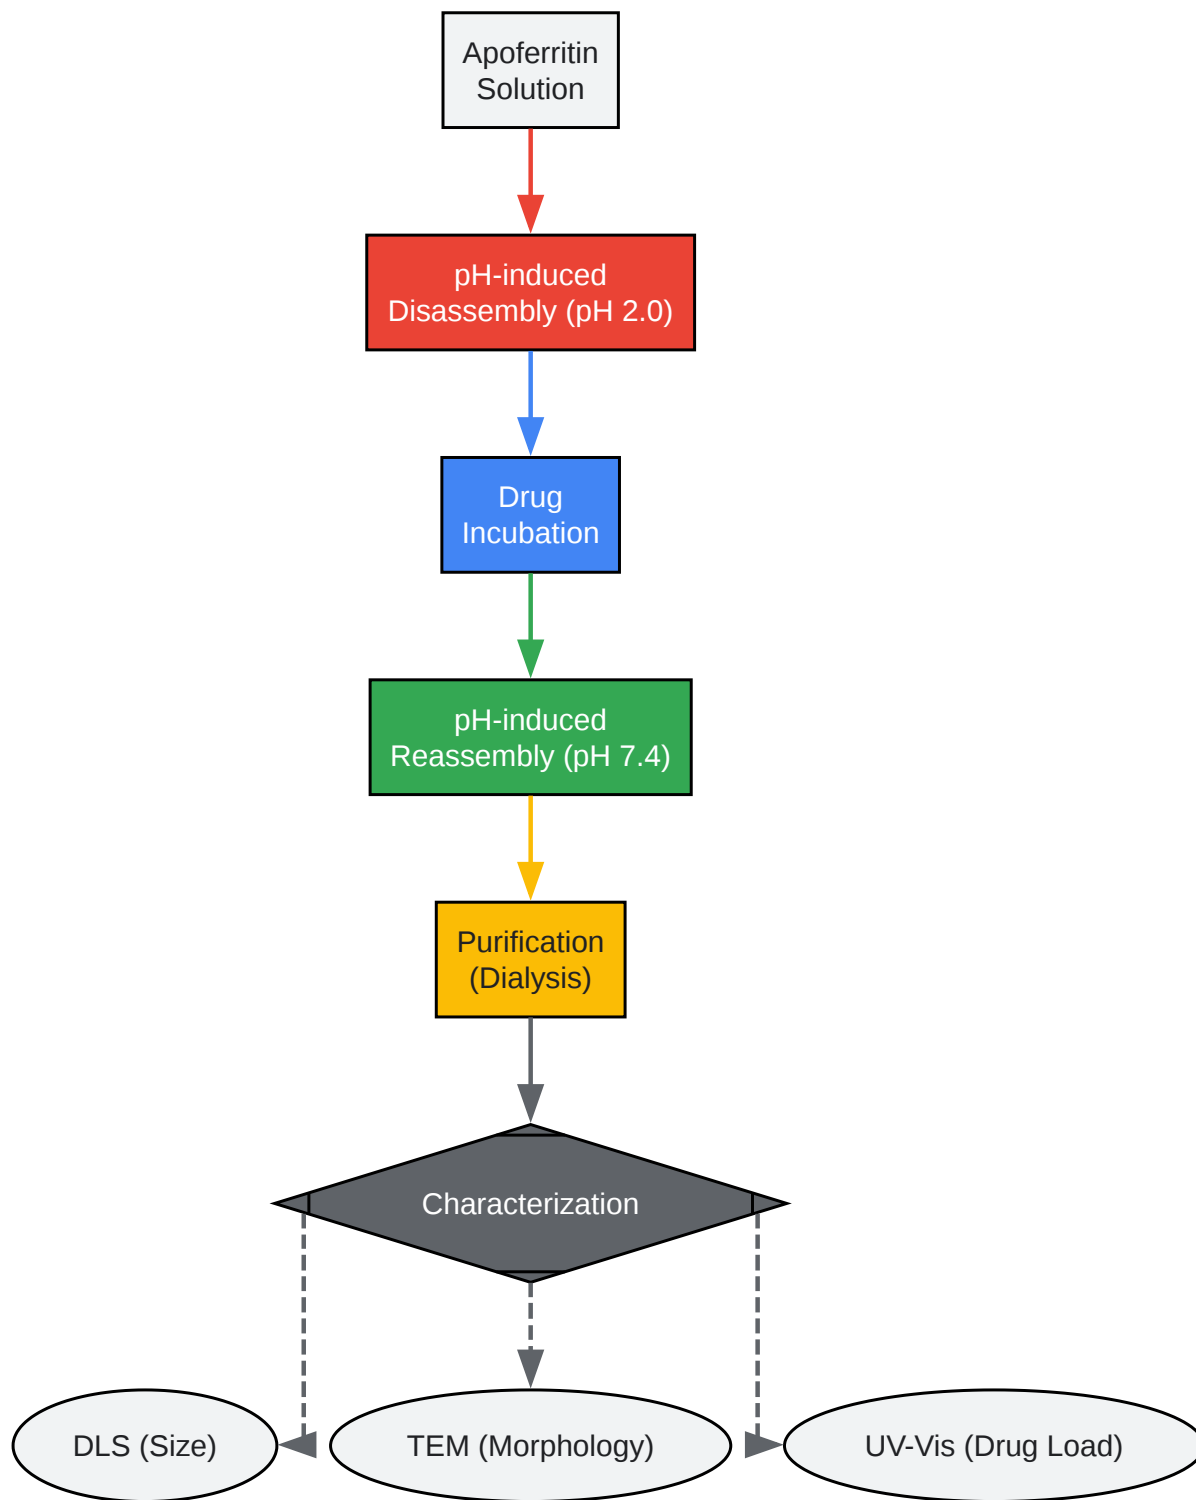 Apoferritin
Solution
pH-induced
Disassembly (pH 2.0)
Drug
Incubation
pH-induced
Reassembly (pH 7.4)
Purification
(Dialysis)
Characterization
DLS (Size)
TEM (Morphology)
UV-Vis (Drug Load)